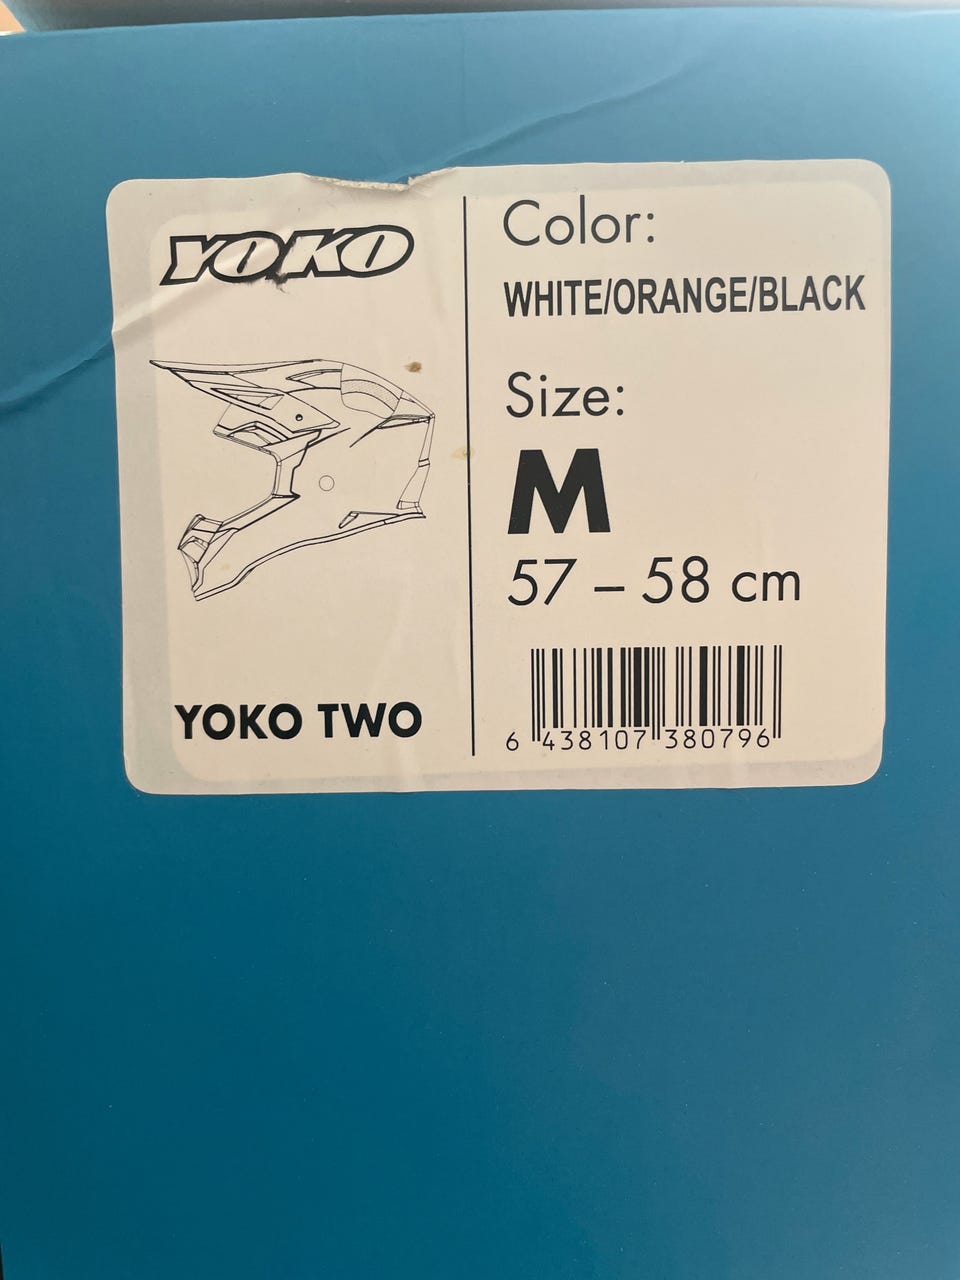 YOKO
YOKO TWO
Color:
WHITE/ORANGE/BLACK
Size:
M
57 – 58 cm
6 438107 380796